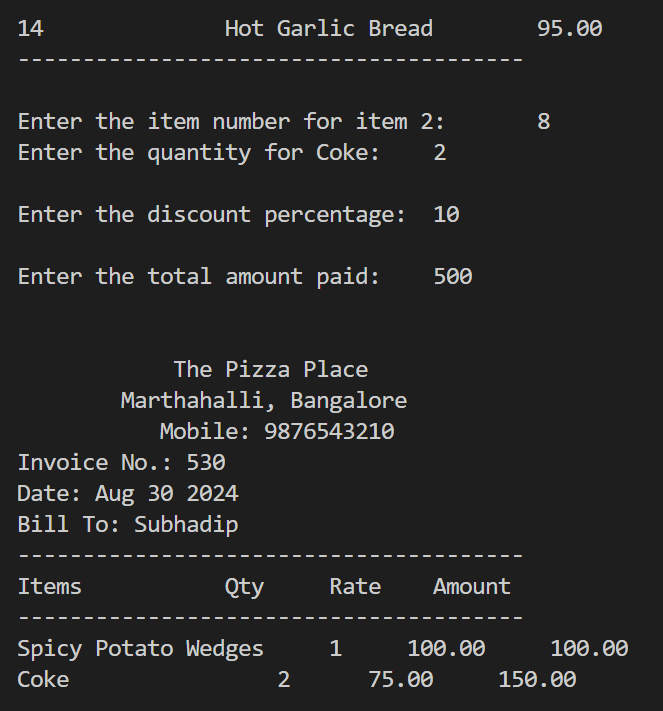 14              Hot Garlic Bread        95.00
---------------------------------------
Enter the item number for item 2:       8
Enter the quantity for Coke:    2
Enter the discount percentage:  10
Enter the total amount paid:    500
            The Pizza Place
        Marthahalli, Bangalore
           Mobile: 9876543210
Invoice No.: 530
Date: Aug 30 2024
Bill To: Subhadip
---------------------------------------
Items           Qty     Rate    Amount
---------------------------------------
Spicy Potato Wedges     1     100.00     100.00
Coke                2      75.00     150.00